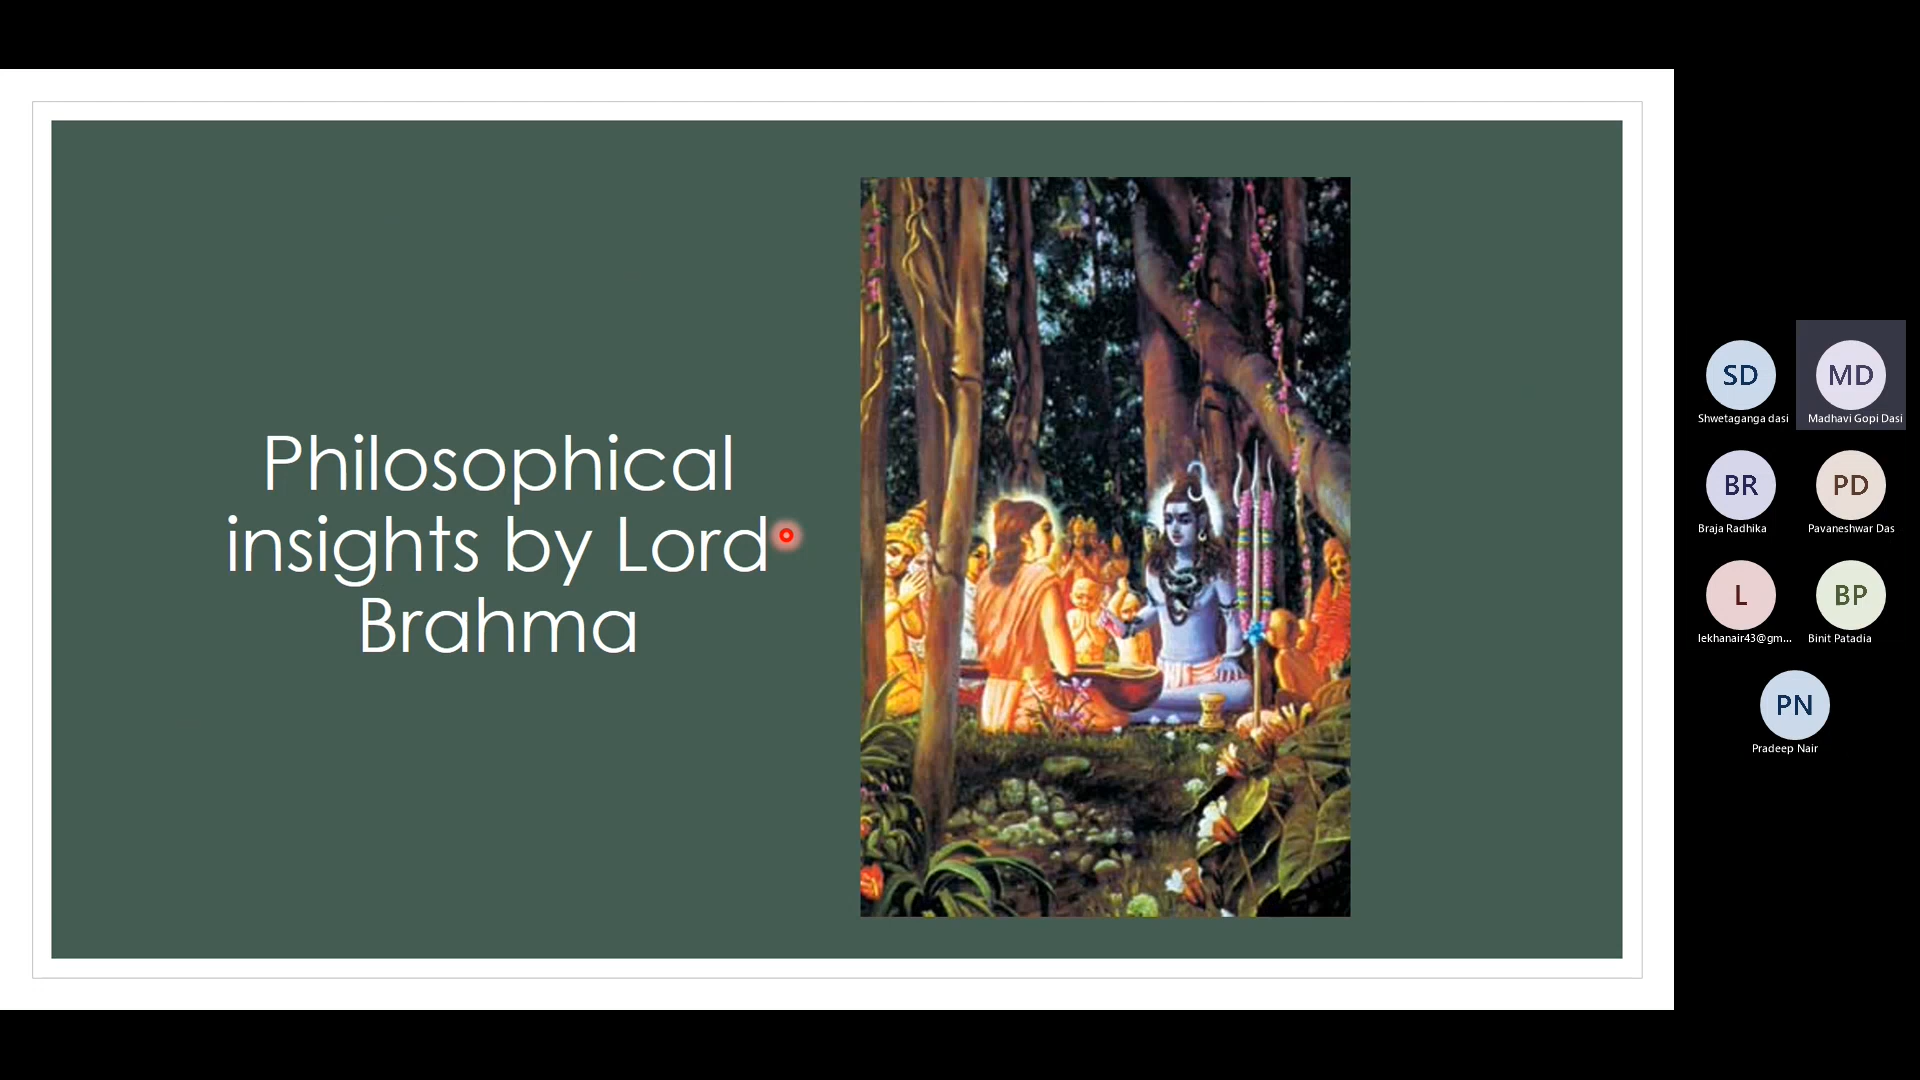 Philosophical
insights by Lord
Brahma
SD
Shwetaganga dasi
MD
Madhavi Gopi Dasi
BR
Braja Radhika
PD
Pavaneshwar Das
L
lekhanair43@gm...
BP
Binit Patadia
PN
Pradeep Nair